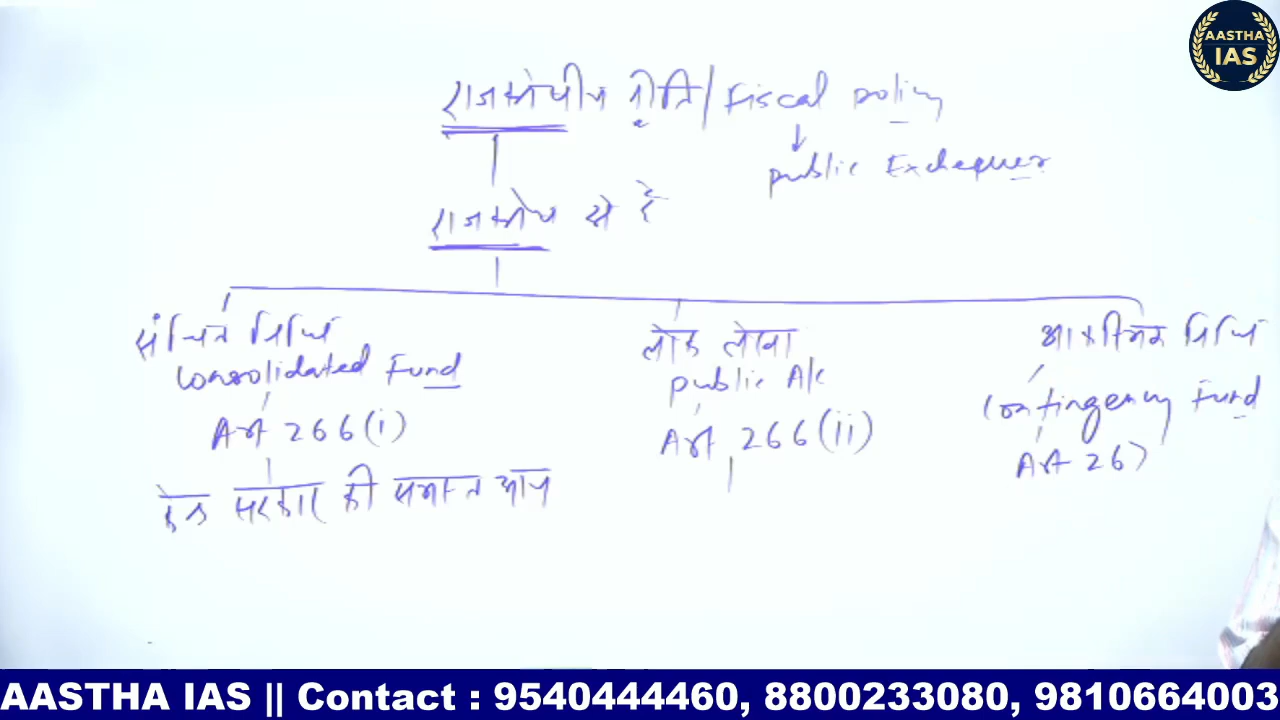 AASTHA
IAS
राजकोषीय नीति/Fiscal policy
public Exchequer
राजकोष से है
संचित निधि
Consolidated Fund
Art 266(i)
केन्द्र सरकार की समस्त आय
लोक लेखा
public A/c
Art 266(ii)
आकस्मिक निधि
Contingency Fund
Art 267
AASTHA IAS || Contact : 9540444460, 8800233080, 9810664003